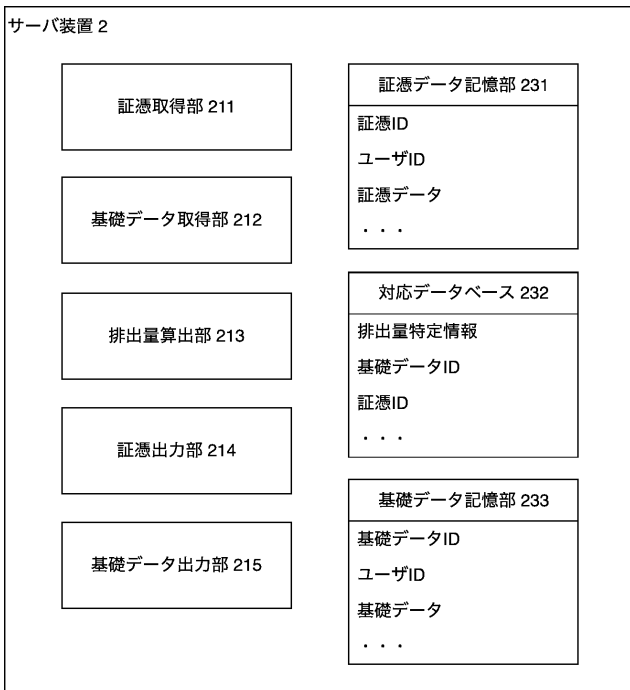 サーバ装置 2
証憑取得部 211
基礎データ取得部 212
排出量算出部 213
証憑出力部 214
基礎データ出力部 215
証憑データ記憶部 231
証憑ID
ユーザID
証憑データ
・・・
対応データベース 232
排出量特定情報
基礎データID
証憑ID
・・・
基礎データ記憶部 233
基礎データID
ユーザID
基礎データ
・・・